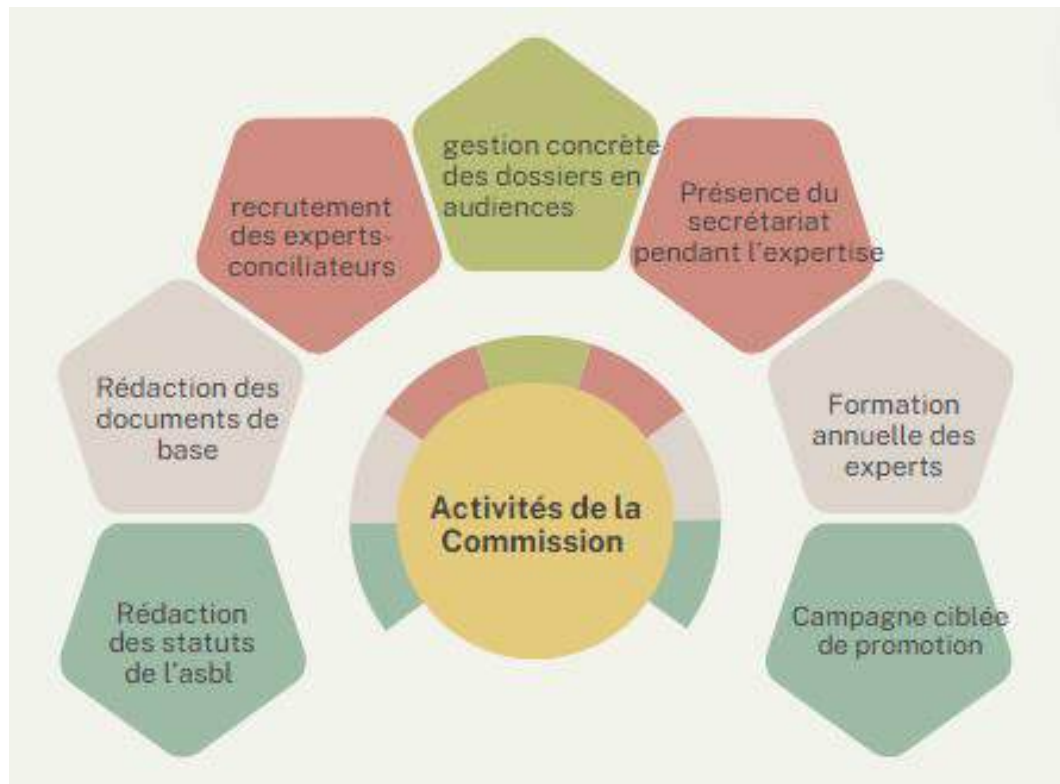 gestion concrète
des dossiers en
audiences
recrutement
des experts-
conciliateurs
Présence du
secrétariat
pendant l'expertise
Rédaction des
documents de
base
Formation
annuelle des
experts
Activités de la
Commission
Rédaction
des statuts
de l'asbl
Campagne ciblée
de promotion